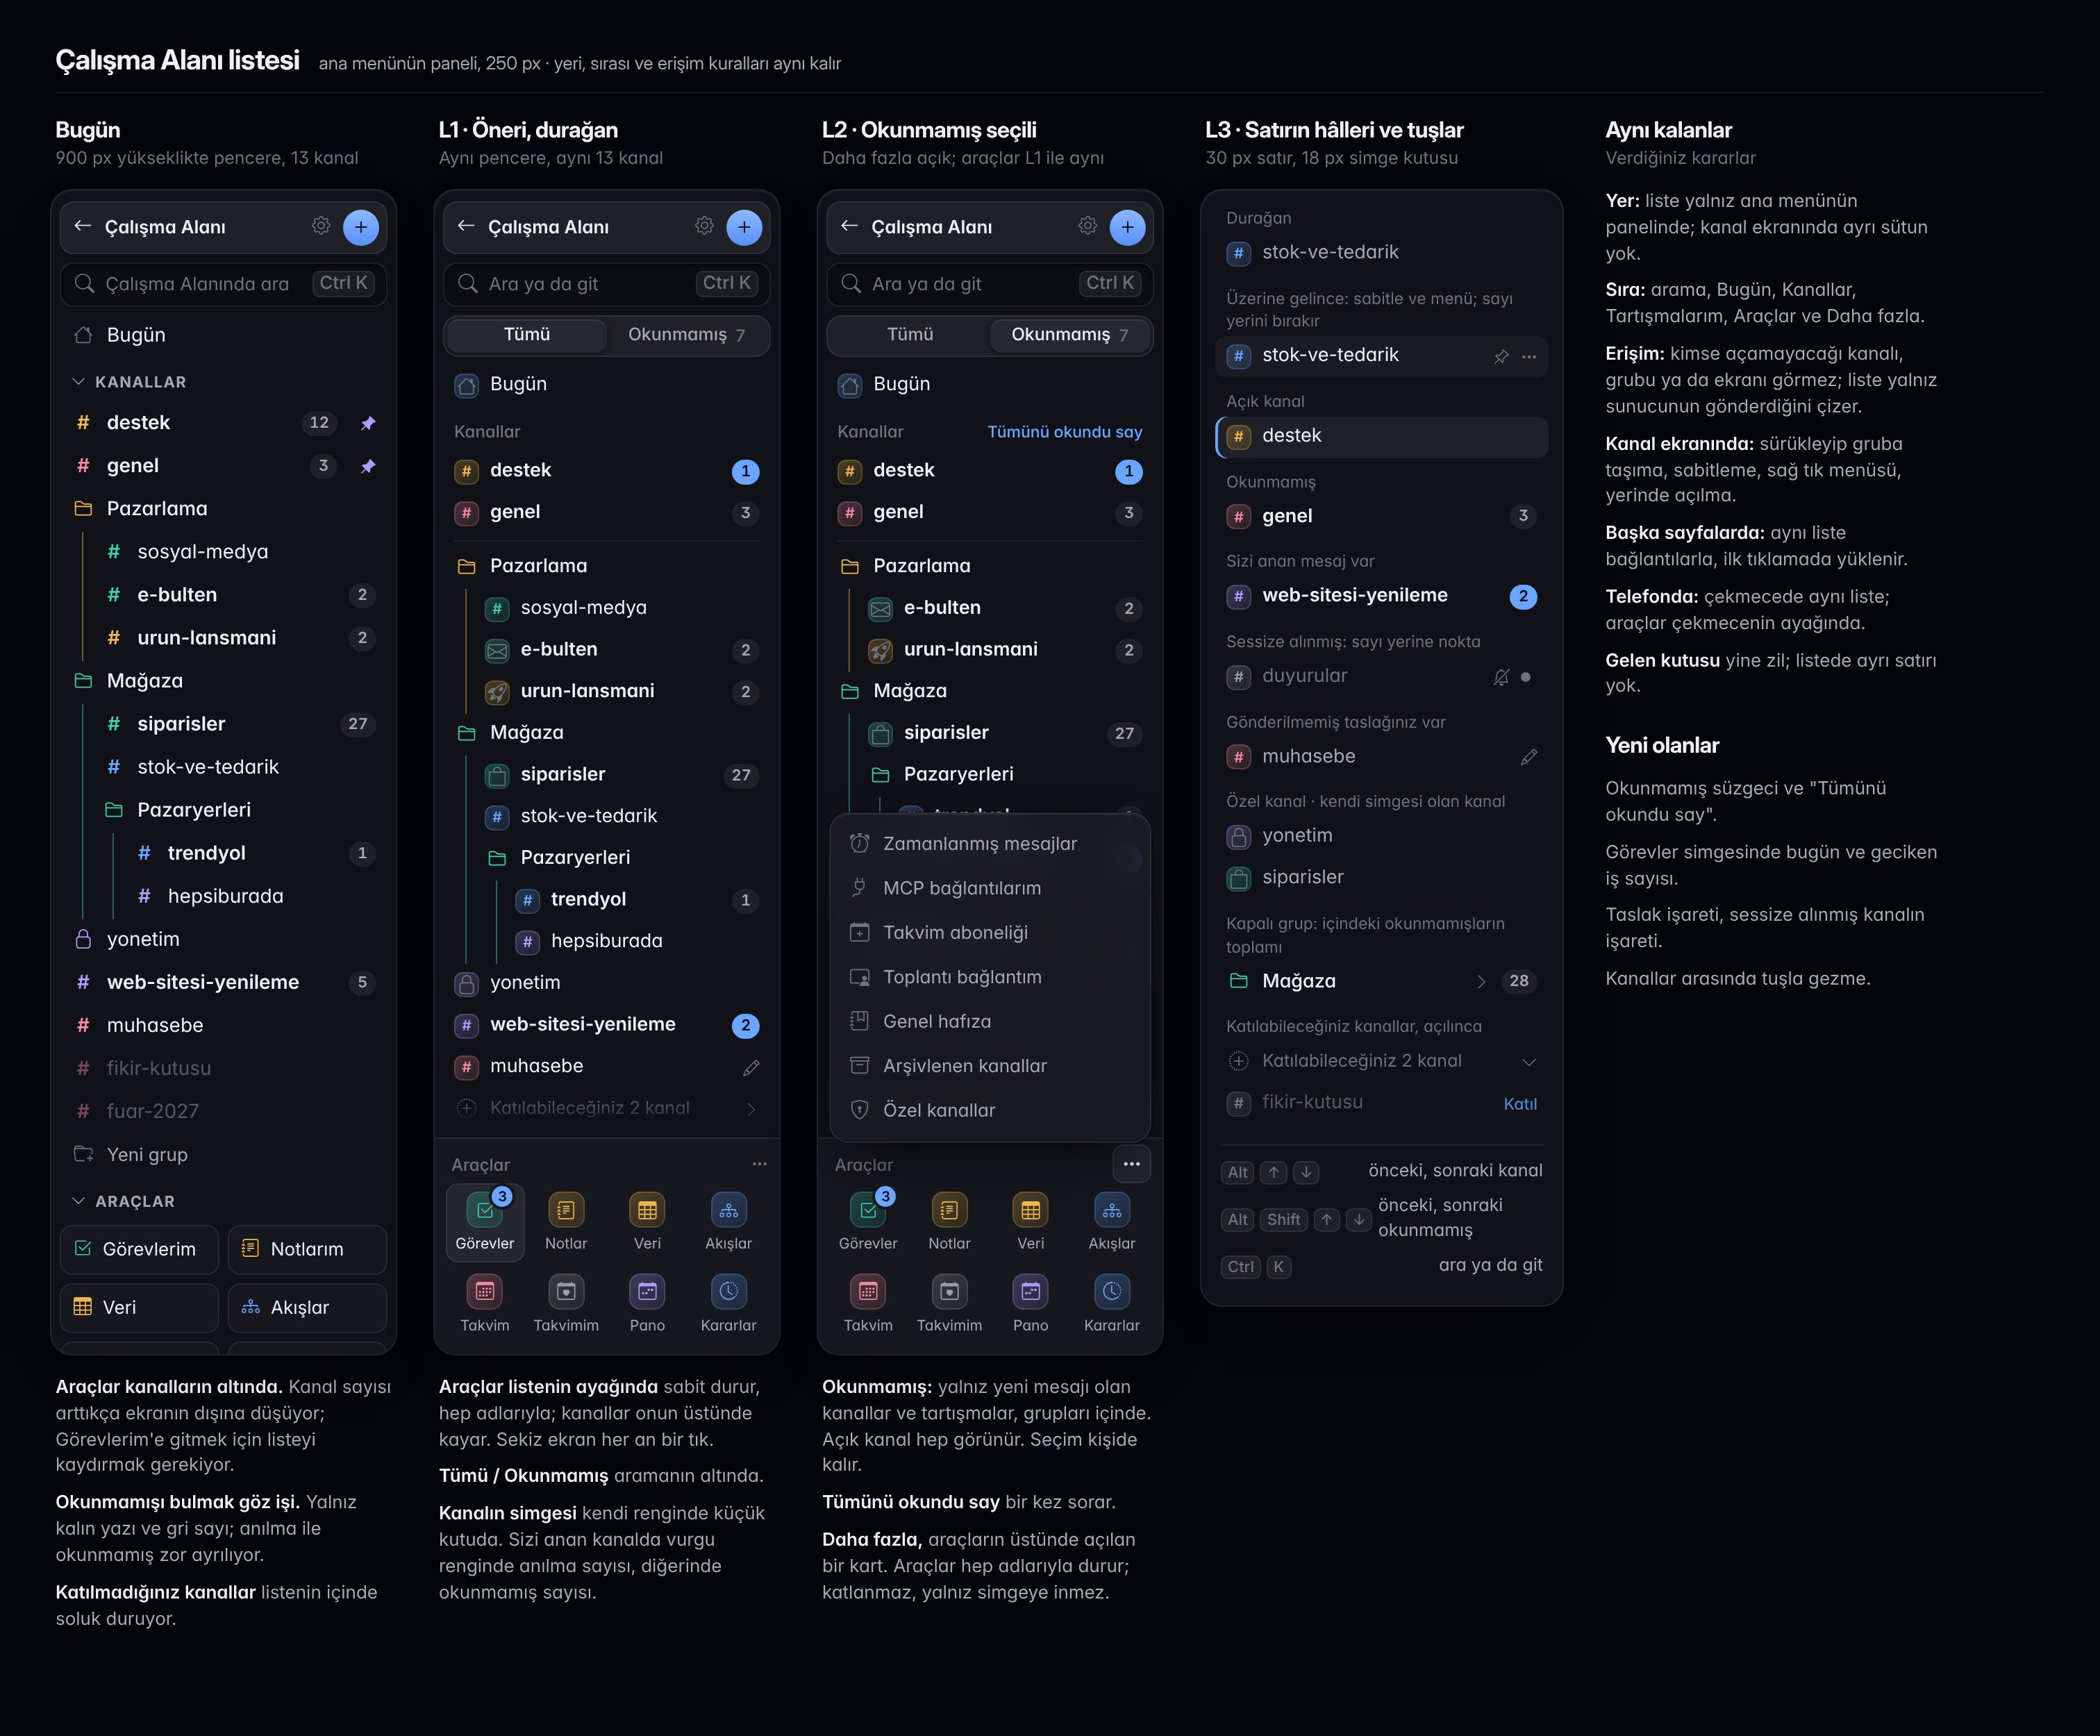 Çalışma Alanı listesi ana menünün paneli, 250 px · yeri, sırası ve erişim kuralları aynı kalır
Bugün
900 px yükseklikte pencere, 13 kanal
Çalışma Alanı
Çalışma Alanında ara Ctrl K
Bugün
KANALLAR
# destek 12
# genel 3
Pazarlama
# sosyal-medya
# e-bulten 2
# urun-lansmani 2
Mağaza
# siparisler 27
# stok-ve-tedarik
Pazaryerleri
# trendyol 1
# hepsiburada
yonetim
# web-sitesi-yenileme 5
# muhasebe
# fikir-kutusu
# fuar-2027
Yeni grup
ARAÇLAR
Görevlerim Notlarım
Veri Akışlar
Araçlar kanalların altında. Kanal sayısı
arttıkça ekranın dışına düşüyor;
Görevlerim'e gitmek için listeyi
kaydırmak gerekiyor.
Okunmamışı bulmak göz işi. Yalnız
kalın yazı ve gri sayı; anılma ile
okunmamış zor ayrılıyor.
Katılmadığınız kanallar listenin içinde
soluk duruyor.
L1 · Öneri, durağan
Aynı pencere, aynı 13 kanal
Çalışma Alanı
Ara ya da git Ctrl K
Tümü Okunmamış 7
Bugün
Kanallar
# destek 1
# genel 3
Pazarlama
# sosyal-medya
e-bulten 2
urun-lansmani 2
Mağaza
siparisler 27
# stok-ve-tedarik
Pazaryerleri
# trendyol 1
# hepsiburada
yonetim
# web-sitesi-yenileme 2
# muhasebe
Katılabileceğiniz 2 kanal
Araçlar
3
Görevler Notlar Veri Akışlar
Takvim Takvimim Pano Kararlar
Araçlar listenin ayağında sabit durur,
hep adlarıyla; kanallar onun üstünde
kayar. Sekiz ekran her an bir tık.
Tümü / Okunmamış aramanın altında.
Kanalın simgesi kendi renginde küçük
kutuda. Sizi anan kanalda vurgu
renginde anılma sayısı, diğerinde
okunmamış sayısı.
L2 · Okunmamış seçili
Daha fazla açık; araçlar L1 ile aynı
Çalışma Alanı
Ara ya da git Ctrl K
Tümü Okunmamış 7
Bugün
Kanallar Tümünü okundu say
# destek 1
# genel 3
Pazarlama
e-bulten 2
urun-lansmani 2
Mağaza
siparisler 27
Pazaryerleri
Zamanlanmış mesajlar
MCP bağlantılarım
Takvim aboneliği
Toplantı bağlantım
Genel hafıza
Arşivlenen kanallar
Özel kanallar
Araçlar
3
Görevler Notlar Veri Akışlar
Takvim Takvimim Pano Kararlar
Okunmamış: yalnız yeni mesajı olan
kanallar ve tartışmalar, grupları içinde.
Açık kanal hep görünür. Seçim kişide
kalır.
Tümünü okundu say bir kez sorar.
Daha fazla, araçların üstünde açılan
bir kart. Araçlar hep adlarıyla durur;
katlanmaz, yalnız simgeye inmez.
L3 · Satırın hâlleri ve tuşlar
30 px satır, 18 px simge kutusu
Durağan
# stok-ve-tedarik
Üzerine gelince: sabitle ve menü; sayı
yerini bırakır
# stok-ve-tedarik
Açık kanal
# destek
Okunmamış
# genel 3
Sizi anan mesaj var
# web-sitesi-yenileme 2
Sessize alınmış: sayı yerine nokta
# duyurular
Gönderilmemiş taslağınız var
# muhasebe
Özel kanal · kendi simgesi olan kanal
yonetim
siparisler
Kapalı grup: içindeki okunmamışların
toplamı
Mağaza 28
Katılabileceğiniz kanallar, açılınca
Katılabileceğiniz 2 kanal
# fikir-kutusu Katıl
Alt ↑ ↓ önceki, sonraki kanal
Alt Shift ↑ ↓ önceki, sonraki
okunmamış
Ctrl K ara ya da git
Aynı kalanlar
Verdiğiniz kararlar
Yer: liste yalnız ana menünün
panelinde; kanal ekranında ayrı sütun
yok.
Sıra: arama, Bugün, Kanallar,
Tartışmalarım, Araçlar ve Daha fazla.
Erişim: kimse açamayacağı kanalı,
grubu ya da ekranı görmez; liste yalnız
sunucunun gönderdiğini çizer.
Kanal ekranında: sürükleyip gruba
taşıma, sabitleme, sağ tık menüsü,
yerinde açılma.
Başka sayfalarda: aynı liste
bağlantılarla, ilk tıklamada yüklenir.
Telefonda: çekmecede aynı liste;
araçlar çekmecenin ayağında.
Gelen kutusu yine zil; listede ayrı satırı
yok.
Yeni olanlar
Okunmamış süzgeci ve "Tümünü
okundu say".
Görevler simgesinde bugün ve geciken
iş sayısı.
Taslak işareti, sessize alınmış kanalın
işareti.
Kanallar arasında tuşla gezme.